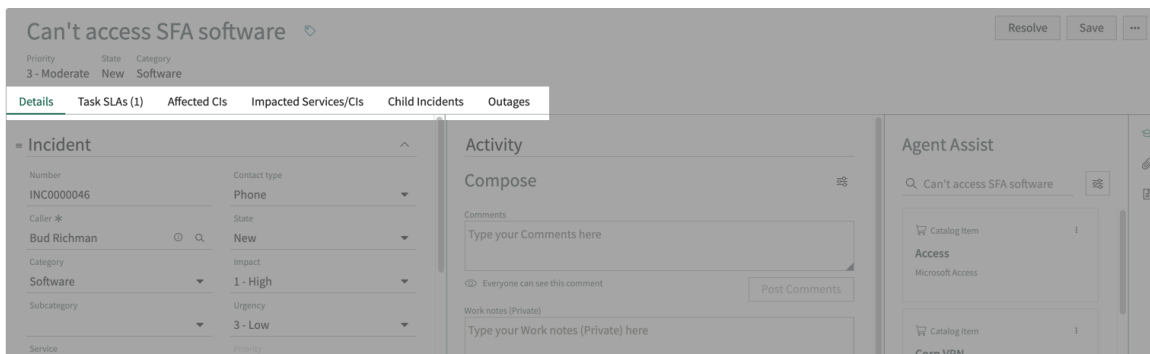 Can't access SFA software
Resolve
Save
Priority
State
Category
3 - Moderate
New
Software
Details
Task SLAs (1)
Affected CIs
Impacted Services/CIs
Child Incidents
Outages
Incident
Number
Contact type
INC0000046
Phone
Caller
State
Bud Richman
New
Category
Impact
Software
1 - High
Subcategory
Urgency
3 - Low
Service
Priority
Activity
Compose
Comments
Type your Comments here
Everyone can see this comment
Post Comments
Work notes (Private)
Type your Work notes (Private) here
Agent Assist
Can't access SFA software
Catalog Item
Access
Microsoft Access
Catalog Item
Corp VPN